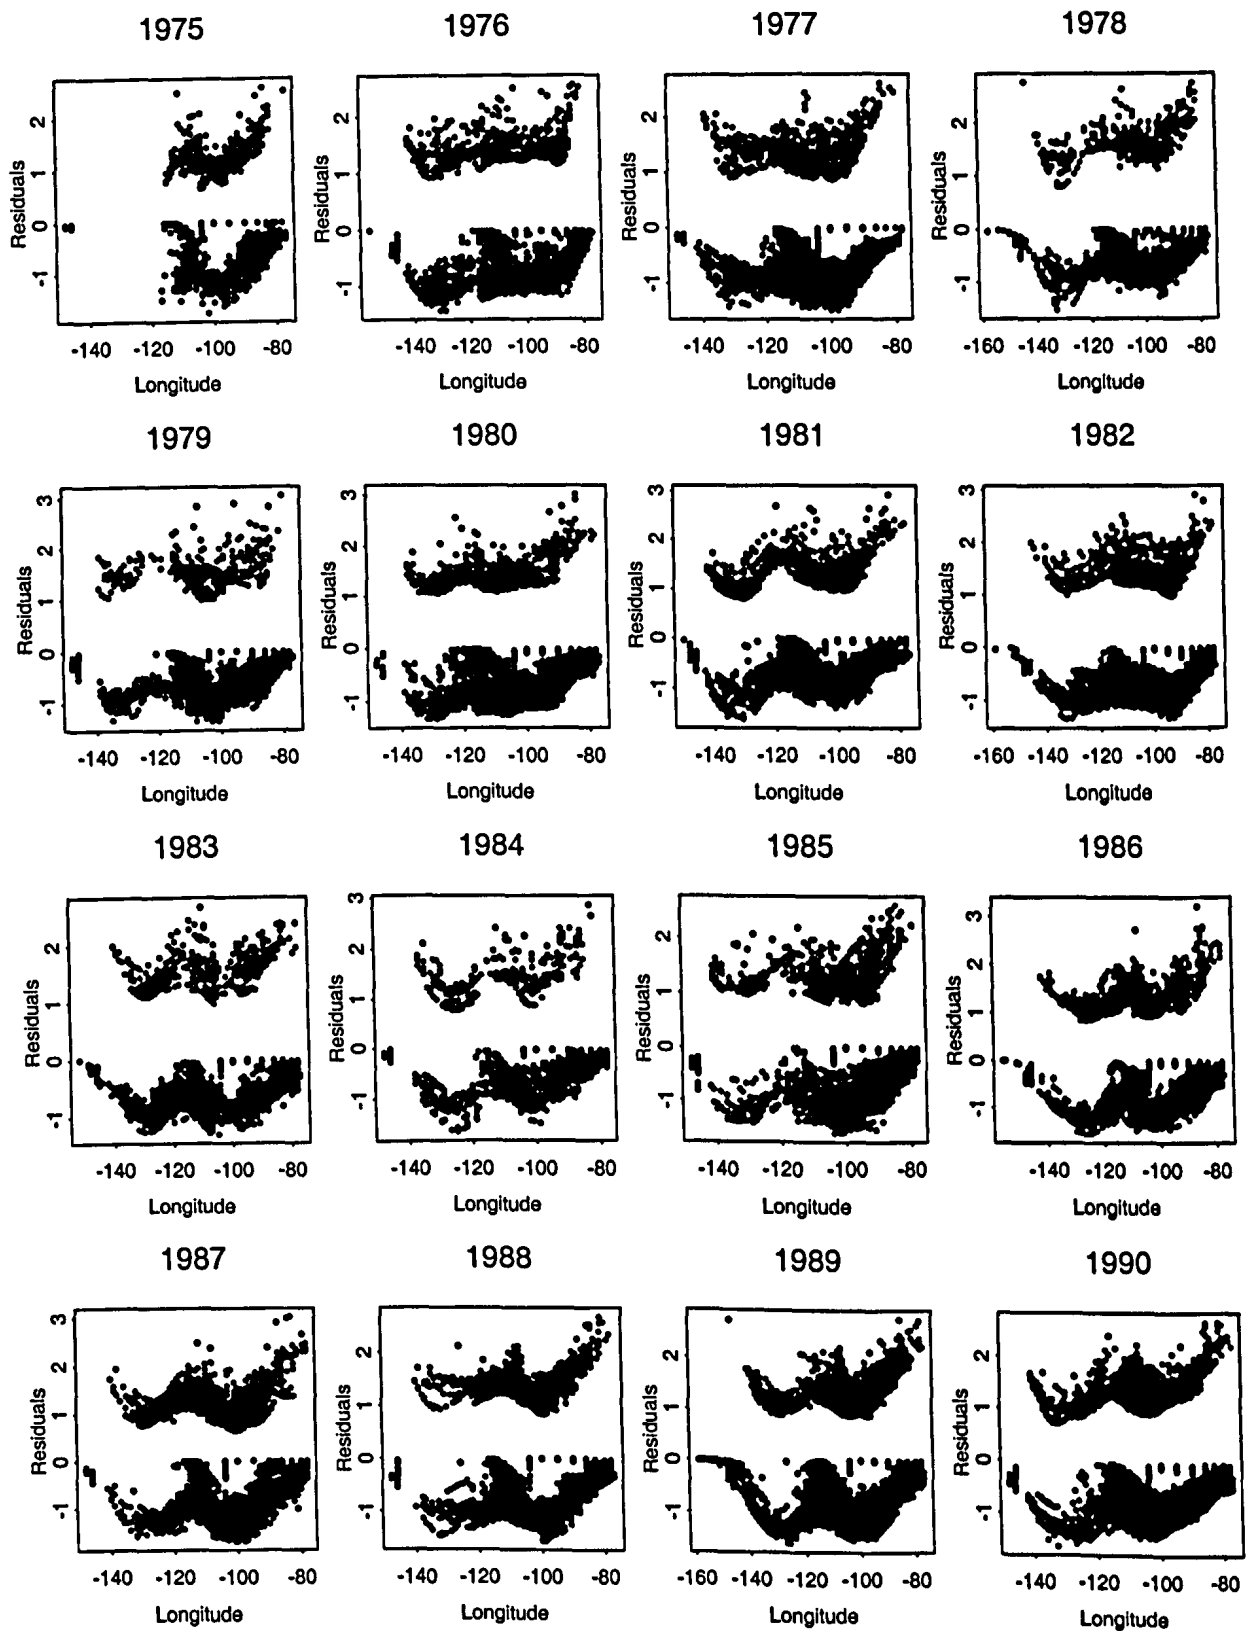 1975 1976 1977 1978
Residuals
-1 0 1 2
-140 -120 -100 -80
Longitude
Residuals
-1 0 1 2
-140 -120 -100 -80
Longitude
Residuals
-1 0 1 2
-140 -120 -100 -80
Longitude
Residuals
-1 0 1 2
-160 -140 -120 -100 -80
Longitude
1979 1980 1981 1982
Residuals
-1 0 1 2 3
-140 -120 -100 -80
Longitude
Residuals
-1 0 1 2 3
-140 -120 -100 -80
Longitude
Residuals
-1 0 1 2 3
-140 -120 -100 -80
Longitude
Residuals
-1 0 1 2 3
-160 -140 -120 -100 -80
Longitude
1983 1984 1985 1986
Residuals
-1 0 1 2
-140 -120 -100 -80
Longitude
Residuals
-1 0 1 2 3
-140 -120 -100 -80
Longitude
Residuals
-1 0 1 2
-140 -120 -100 -80
Longitude
Residuals
-1 0 1 2 3
-140 -120 -100 -80
Longitude
1987 1988 1989 1990
Residuals
-1 0 1 2 3
-140 -120 -100 -80
Longitude
Residuals
-1 0 1 2
-140 -120 -100 -80
Longitude
Residuals
-1 0 1 2
-160 -140 -120 -100 -80
Longitude
Residuals
-1 0 1 2
-140 -120 -100 -80
Longitude